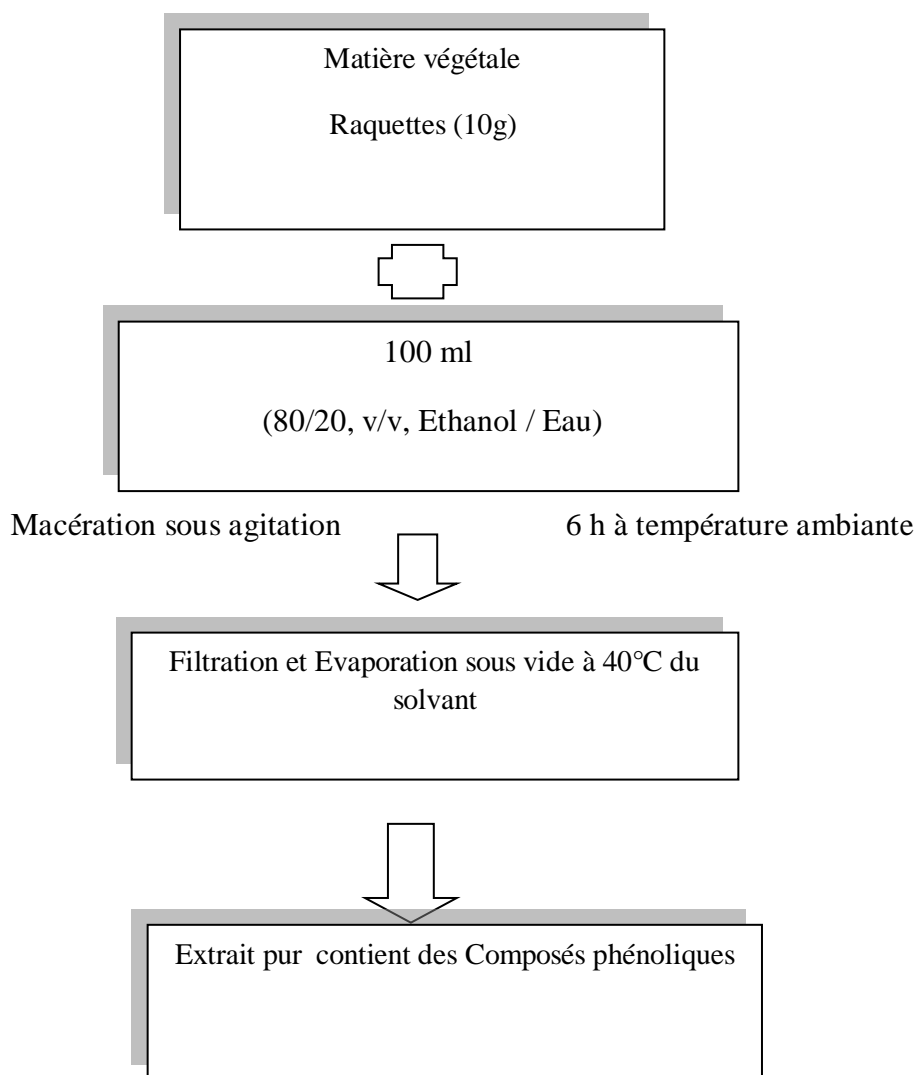 Matière végétale
Raquettes (10g)
100 ml
(80/20, v/v, Ethanol / Eau)
Macération sous agitation
6 h à température ambiante
Filtration et Evaporation sous vide à 40°C du
solvant
Extrait pur contient des Composés phénoliques